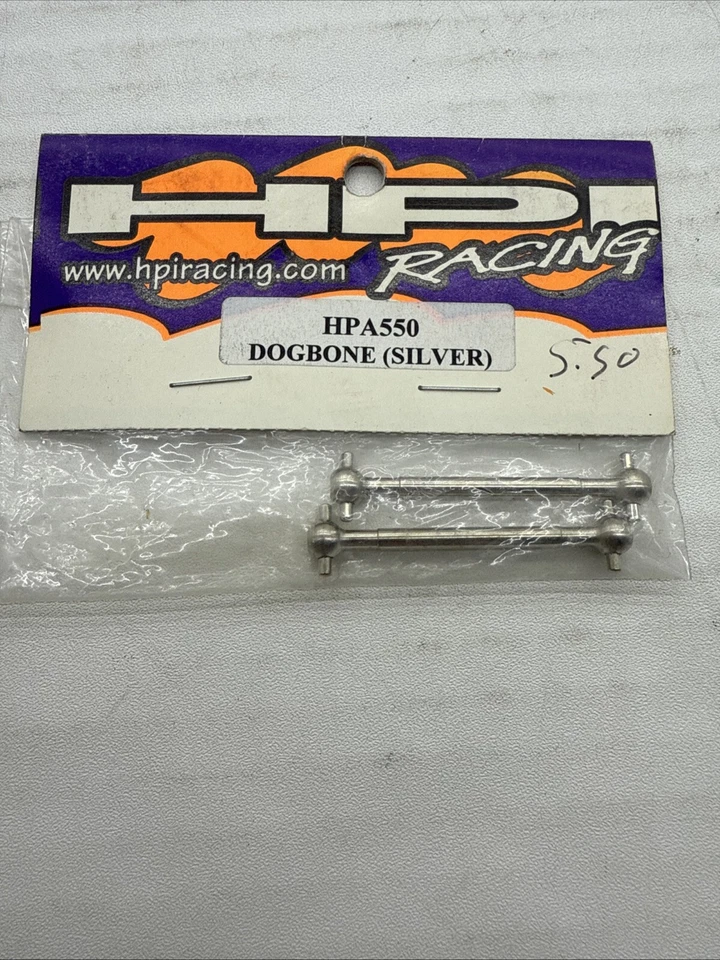 HPI
RACING
www.hpiracing.com
HPA550
DOGBONE (SILVER)
5.50